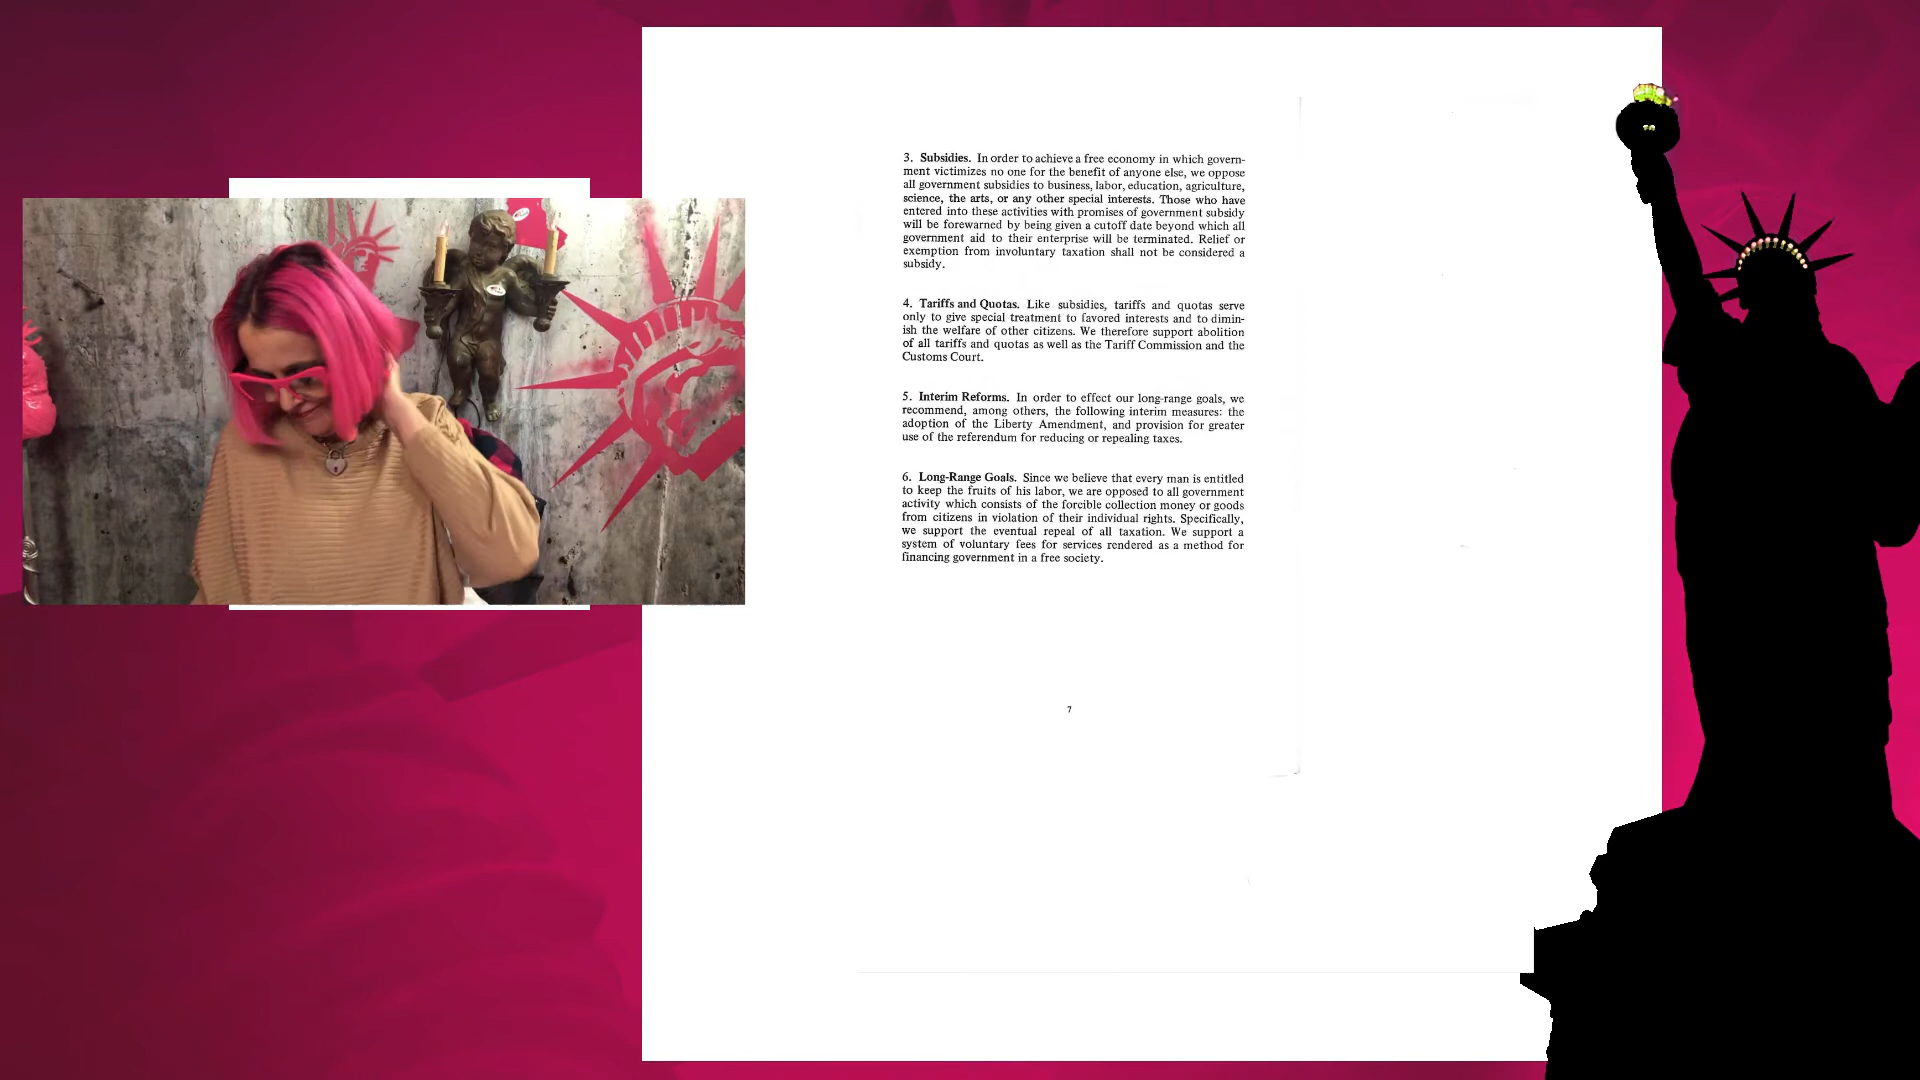 3. Subsidies. In order to achieve a free economy in which govern-
ment victimizes no one for the benefit of anyone else, we oppose
all government subsidies to business, labor, education, agriculture,
science, the arts, or any other special interests. Those who have
entered into these activities with promises of government subsidy
will be forewarned by being given a cutoff date beyond which all
government aid to their enterprise will be terminated. Relief or
exemption from involuntary taxation shall not be considered a
subsidy.
4. Tariffs and Quotas. Like subsidies, tariffs and quotas serve
only to give special treatment to favored interests and to dimin-
ish the welfare of other citizens. We therefore support abolition
of all tariffs and quotas as well as the Tariff Commission and the
Customs Court.
5. Interim Reforms. In order to effect our long-range goals, we
recommend, among others, the following interim measures: the
adoption of the Liberty Amendment, and provision for greater
use of the referendum for reducing or repealing taxes.
6. Long-Range Goals. Since we believe that every man is entitled
to keep the fruits of his labor, we are opposed to all government
activity which consists of the forcible collection money or goods
from citizens in violation of their individual rights. Specifically,
we support the eventual repeal of all taxation. We support a
system of voluntary fees for services rendered as a method for
financing government in a free society.
7